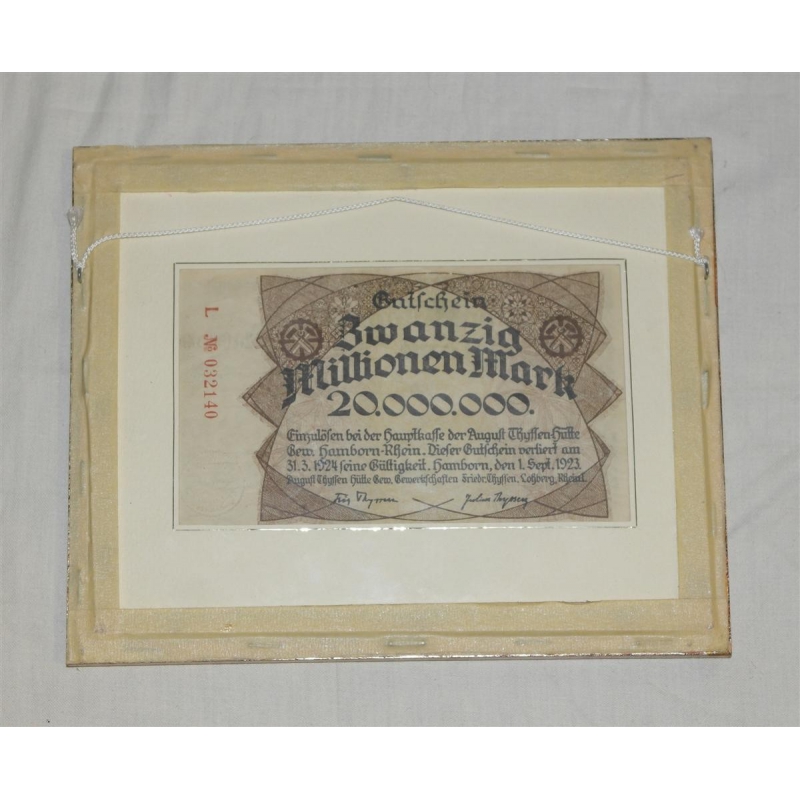 Gutschein
Zwanzig
Millionen Mark
20.000.000.
Einzulösen bei der Hauptkasse der August Thyssen-Hütte
Gew. Hamborn-Rhein. Dieser Gutschein verliert am
31.3.1924 seine Gültigkeit. Hamborn, den 1. Sept. 1923.
August Thyssen Hütte Gew. Gewerkschaften Friedr. Thyssen, Lohberg, Rhein I.
L № 032140